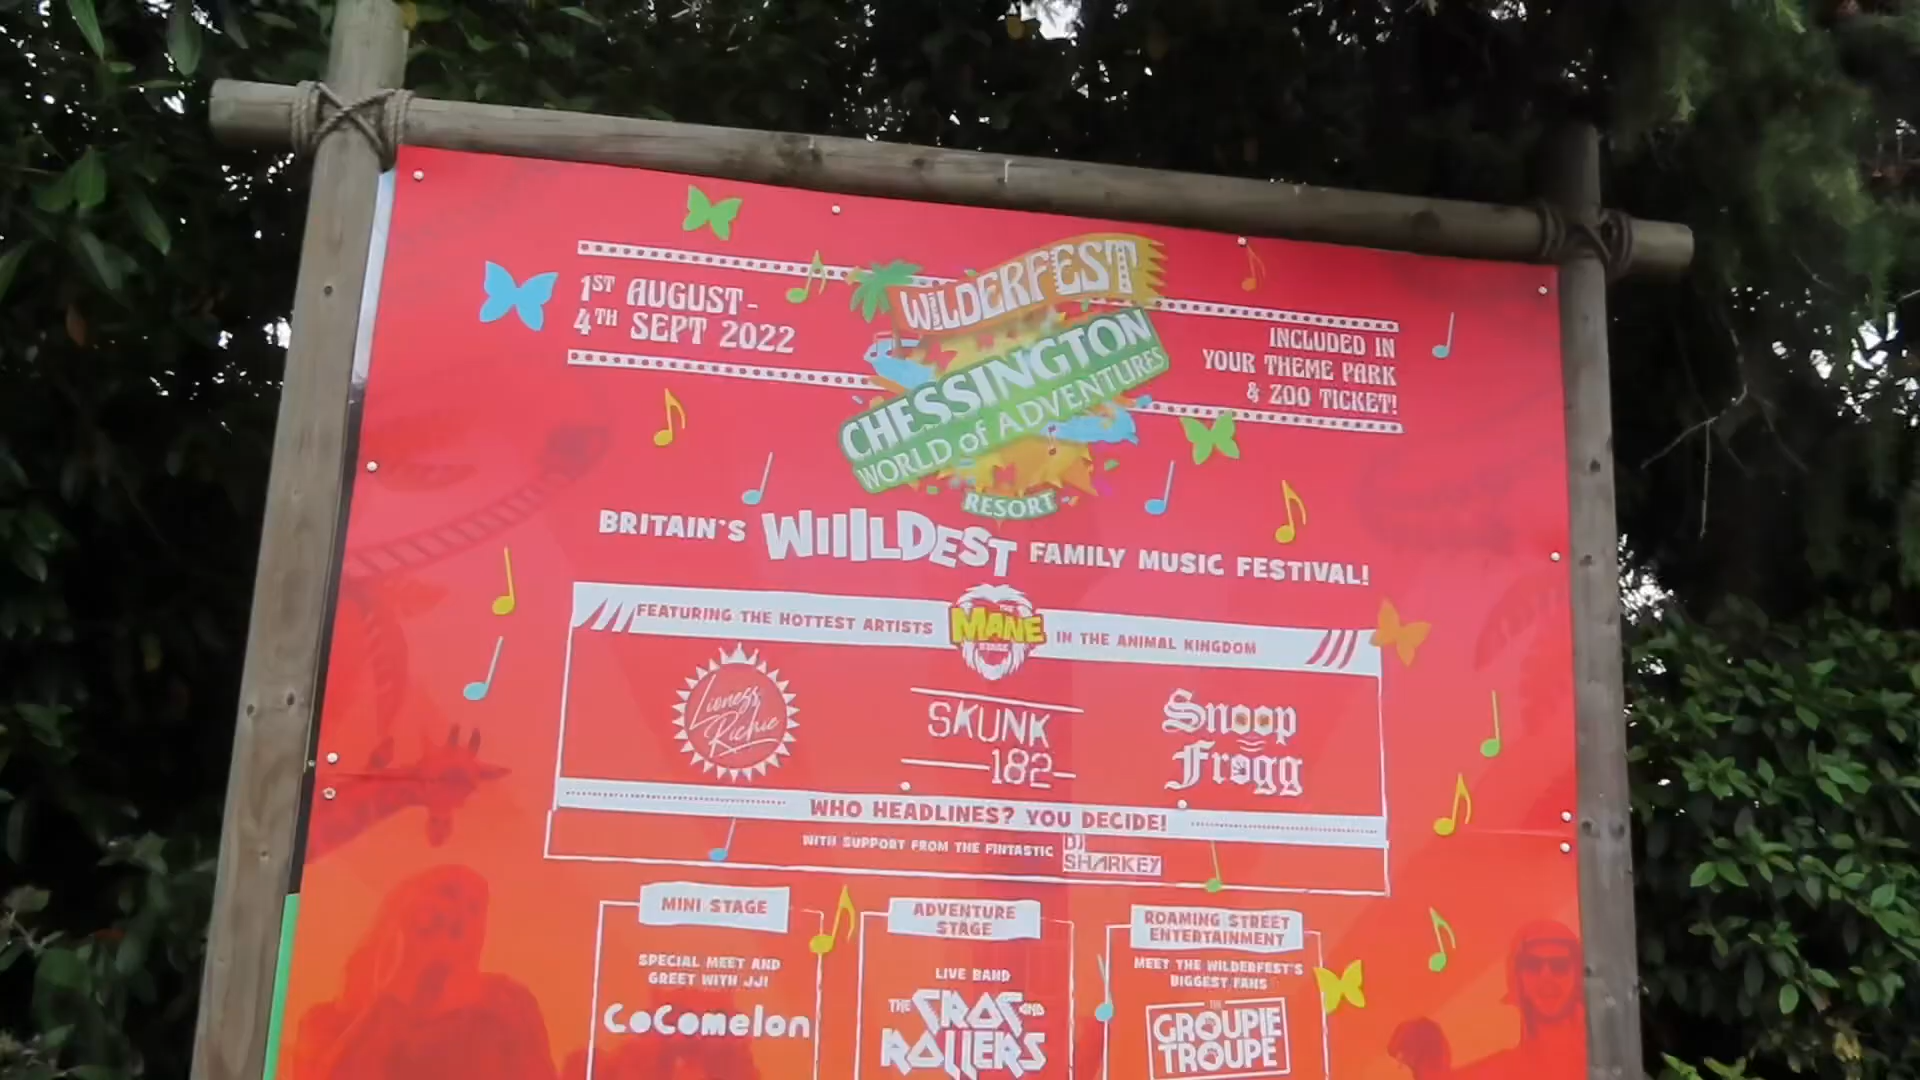 1ST AUGUST-
4TH SEPT 2022
WILDERFEST
CHESSINGTON
WORLD of ADVENTURES
RESORT
INCLUDED IN
YOUR THEME PARK
& ZOO TICKET!
BRITAIN'S WIIILDEST FAMILY MUSIC FESTIVAL!
FEATURING THE HOTTEST ARTISTS THE MANE STAGE IN THE ANIMAL KINGDOM
Lioness
Richie
SKUNK
182
Snoop
Frogg
WHO HEADLINES? YOU DECIDE!
WITH SUPPORT FROM THE FINTASTIC DJ SHARKEY
MINI STAGE
SPECIAL MEET AND
GREET WITH JJ!
CoComelon
ADVENTURE
STAGE
LIVE BAND
THE CROC AND
ROLLERS
ROAMING STREET
ENTERTAINMENT
MEET THE WILDERFEST'S
BIGGEST FANS
THE
GROUPIE
TROUPE